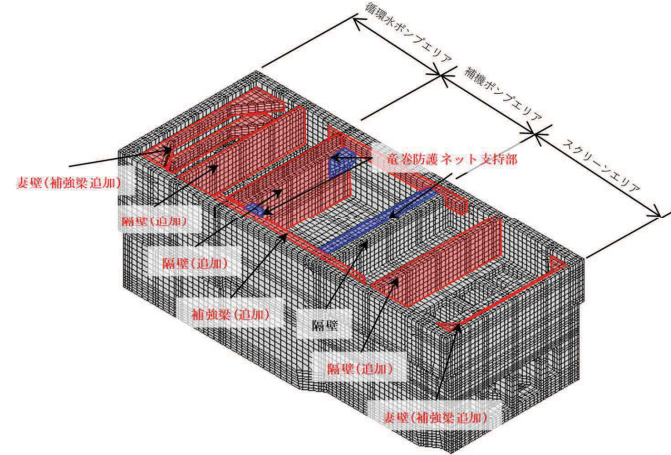 循環水ポンプエリア
補機ポンプエリア
スクリーンエリア
竜巻防護ネット支持部
妻壁(補強梁追加)
隔壁(追加)
隔壁(追加)
補強梁(追加)
隔壁
隔壁(追加)
妻壁(補強梁追加)